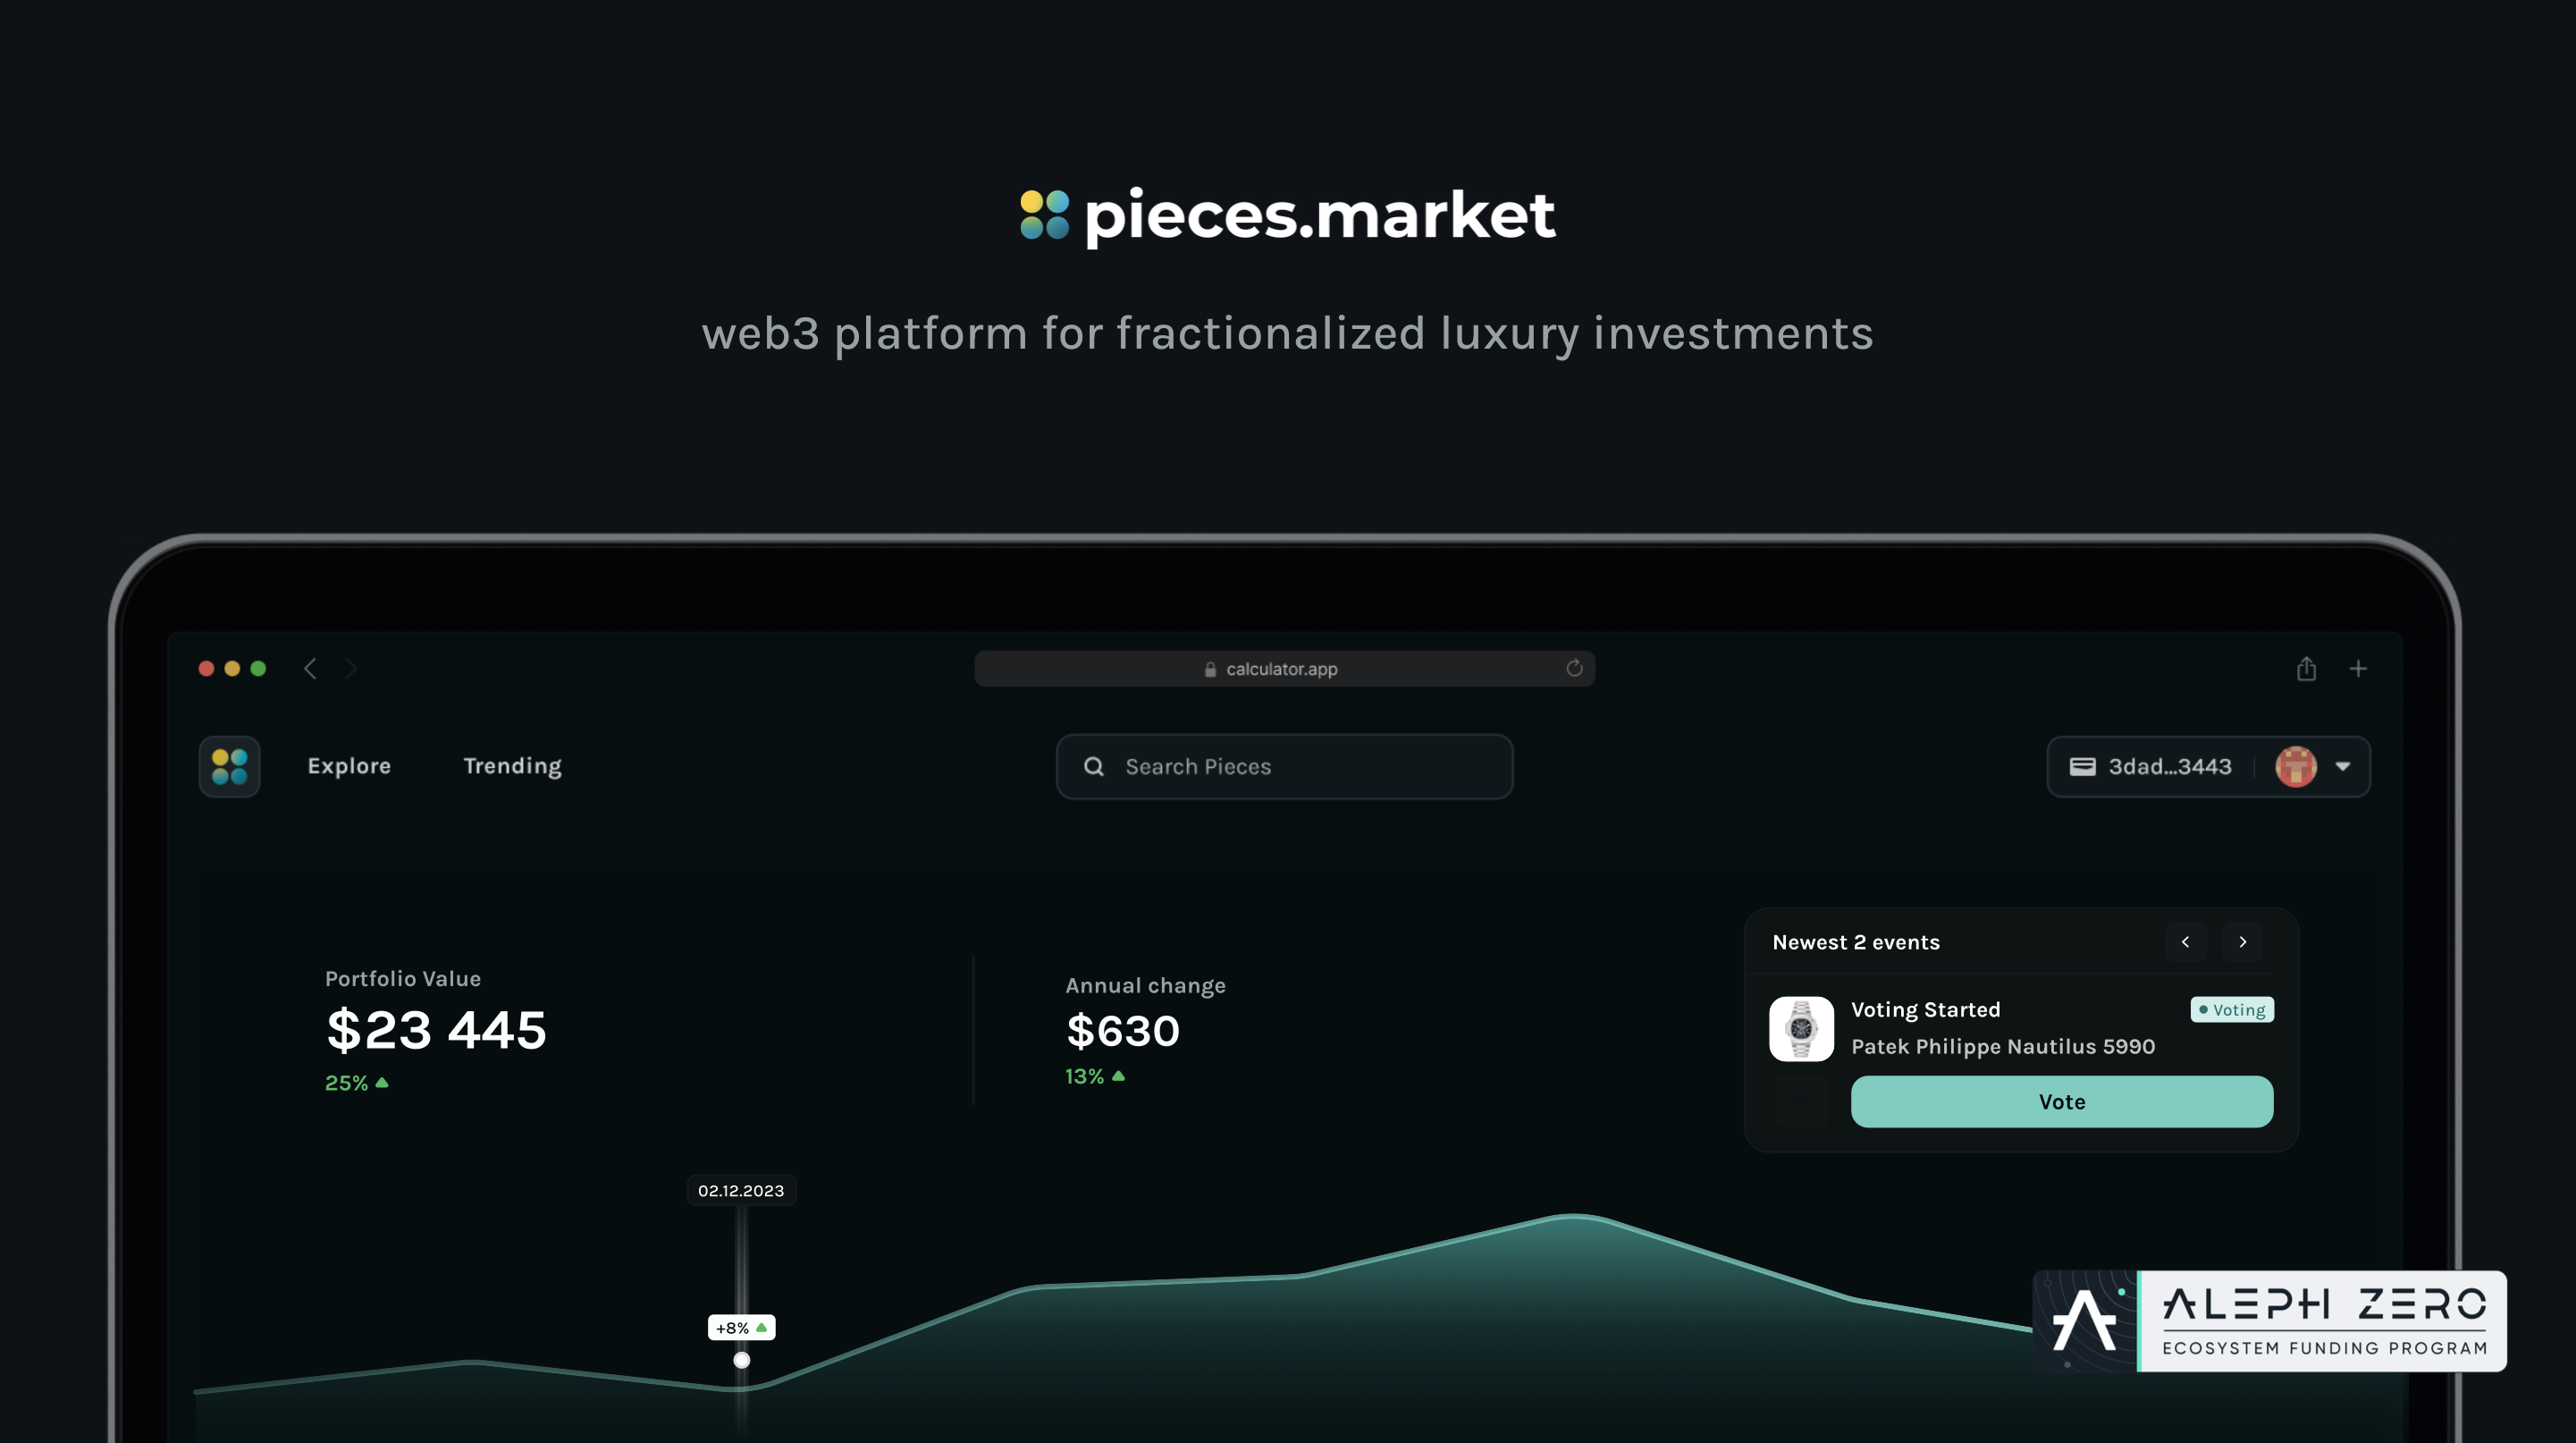 pieces.market
web3 platform for fractionalized luxury investments
calculator.app
Explore
Trending
Search Pieces
3dad...3443
Portfolio Value
$23 445
25%
Annual change
$630
13%
Newest 2 events
Voting Started
Voting
Patek Philippe Nautilus 5990
Vote
02.12.2023
+8%
ALEPH ZERO
ECOSYSTEM FUNDING PROGRAM